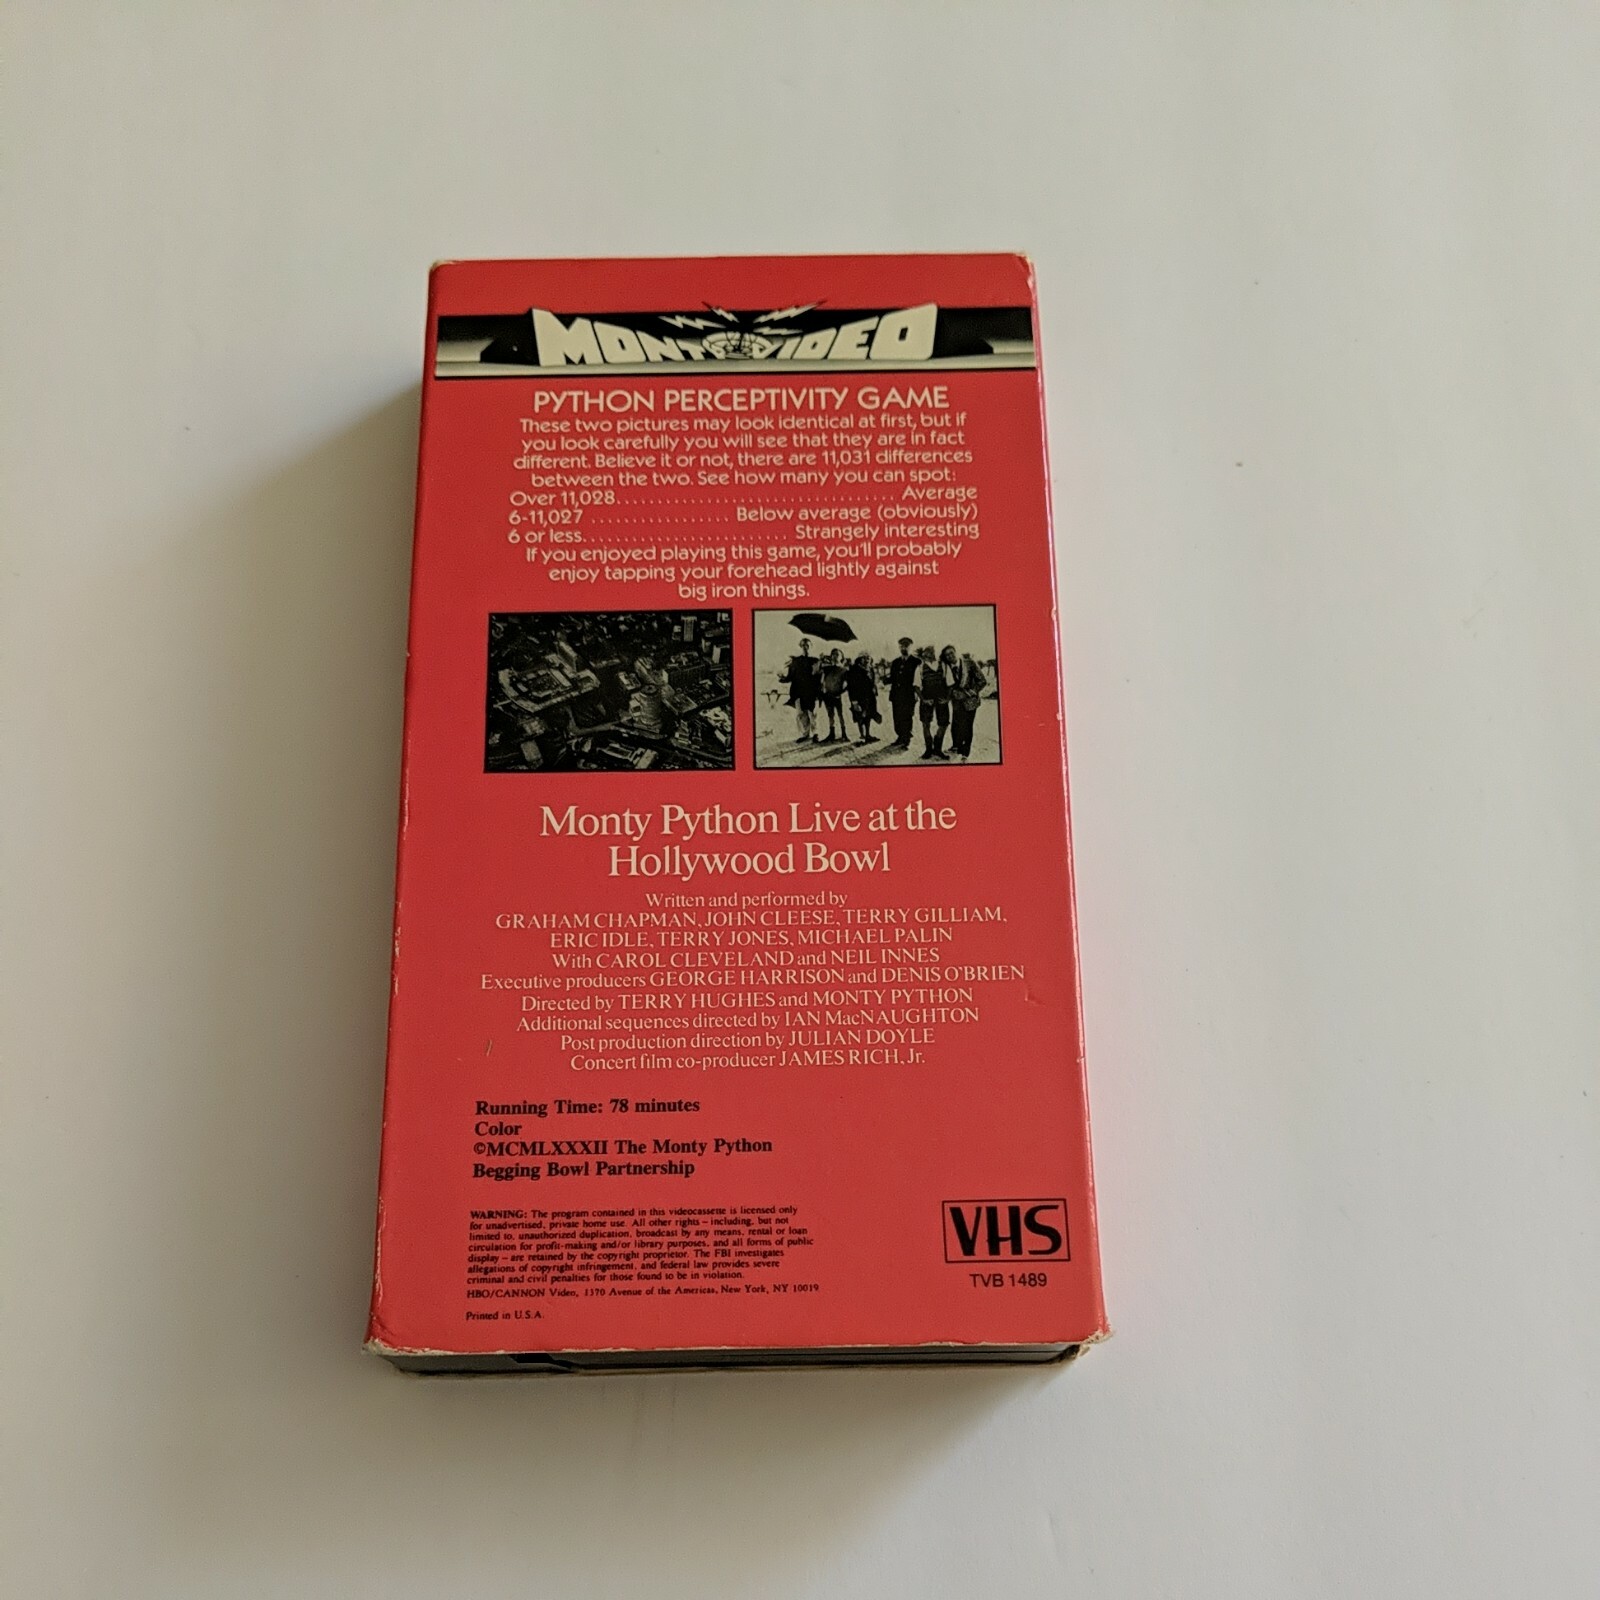 MONTEVIDEO
PYTHON PERCEPTIVITY GAME
These two pictures may look identical at first, but if
you look carefully you will see that they are in fact
different. Believe it or not, there are 11,031 differences
between the two. See how many you can spot:
Over 11,028.................................. Average
6-11,027 ................. Below average (obviously)
6 or less......................... Strangely interesting
If you enjoyed playing this game, you'll probably
enjoy tapping your forehead lightly against
big iron things.
Monty Python Live at the
Hollywood Bowl
Written and performed by
GRAHAM CHAPMAN, JOHN CLEESE, TERRY GILLIAM,
ERIC IDLE, TERRY JONES, MICHAEL PALIN
With CAROL CLEVELAND and NEIL INNES
Executive producers GEORGE HARRISON and DENIS O'BRIEN
Directed by TERRY HUGHES and MONTY PYTHON
Additional sequences directed by IAN MacNAUGHTON
Post production direction by JULIAN DOYLE
Concert film co-producer JAMES RICH, Jr.
Running Time: 78 minutes
Color
©MCMLXXXII The Monty Python
Begging Bowl Partnership
WARNING: The program contained in this videocassette is licensed only
for unadvertised, private home use. All other rights – including, but not
limited to, unauthorized duplication, broadcast by any means, rental or loan
circulation for profit-making and/or library purposes, and all forms of public
display – are retained by the copyright proprietor. The FBI investigates
allegations of copyright infringement, and federal law provides severe
criminal and civil penalties for those found to be in violation.
HBO/CANNON Video, 1370 Avenue of the Americas, New York, NY 10019
Printed in U.S.A.
VHS
TVB 1489